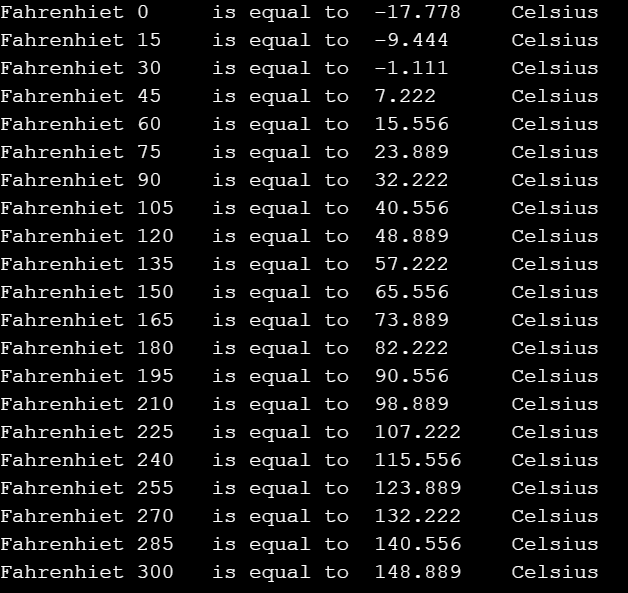 Fahrenhiet 0 is equal to -17.778 Celsius
Fahrenhiet 15 is equal to -9.444 Celsius
Fahrenhiet 30 is equal to -1.111 Celsius
Fahrenhiet 45 is equal to 7.222 Celsius
Fahrenhiet 60 is equal to 15.556 Celsius
Fahrenhiet 75 is equal to 23.889 Celsius
Fahrenhiet 90 is equal to 32.222 Celsius
Fahrenhiet 105 is equal to 40.556 Celsius
Fahrenhiet 120 is equal to 48.889 Celsius
Fahrenhiet 135 is equal to 57.222 Celsius
Fahrenhiet 150 is equal to 65.556 Celsius
Fahrenhiet 165 is equal to 73.889 Celsius
Fahrenhiet 180 is equal to 82.222 Celsius
Fahrenhiet 195 is equal to 90.556 Celsius
Fahrenhiet 210 is equal to 98.889 Celsius
Fahrenhiet 225 is equal to 107.222 Celsius
Fahrenhiet 240 is equal to 115.556 Celsius
Fahrenhiet 255 is equal to 123.889 Celsius
Fahrenhiet 270 is equal to 132.222 Celsius
Fahrenhiet 285 is equal to 140.556 Celsius
Fahrenhiet 300 is equal to 148.889 Celsius